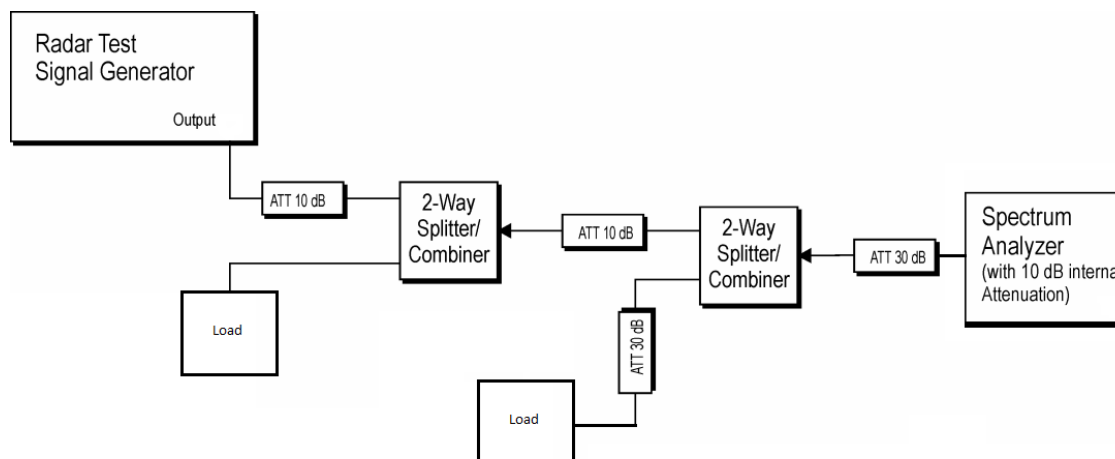 Radar Test
Signal Generator
Output
ATT 10 dB
2-Way
Splitter/
Combiner
ATT 10 dB
2-Way
Splitter/
Combiner
ATT 30 dB
Spectrum
Analyzer
(with 10 dB interna
Attenuation)
Load
ATT 30 dB
Load